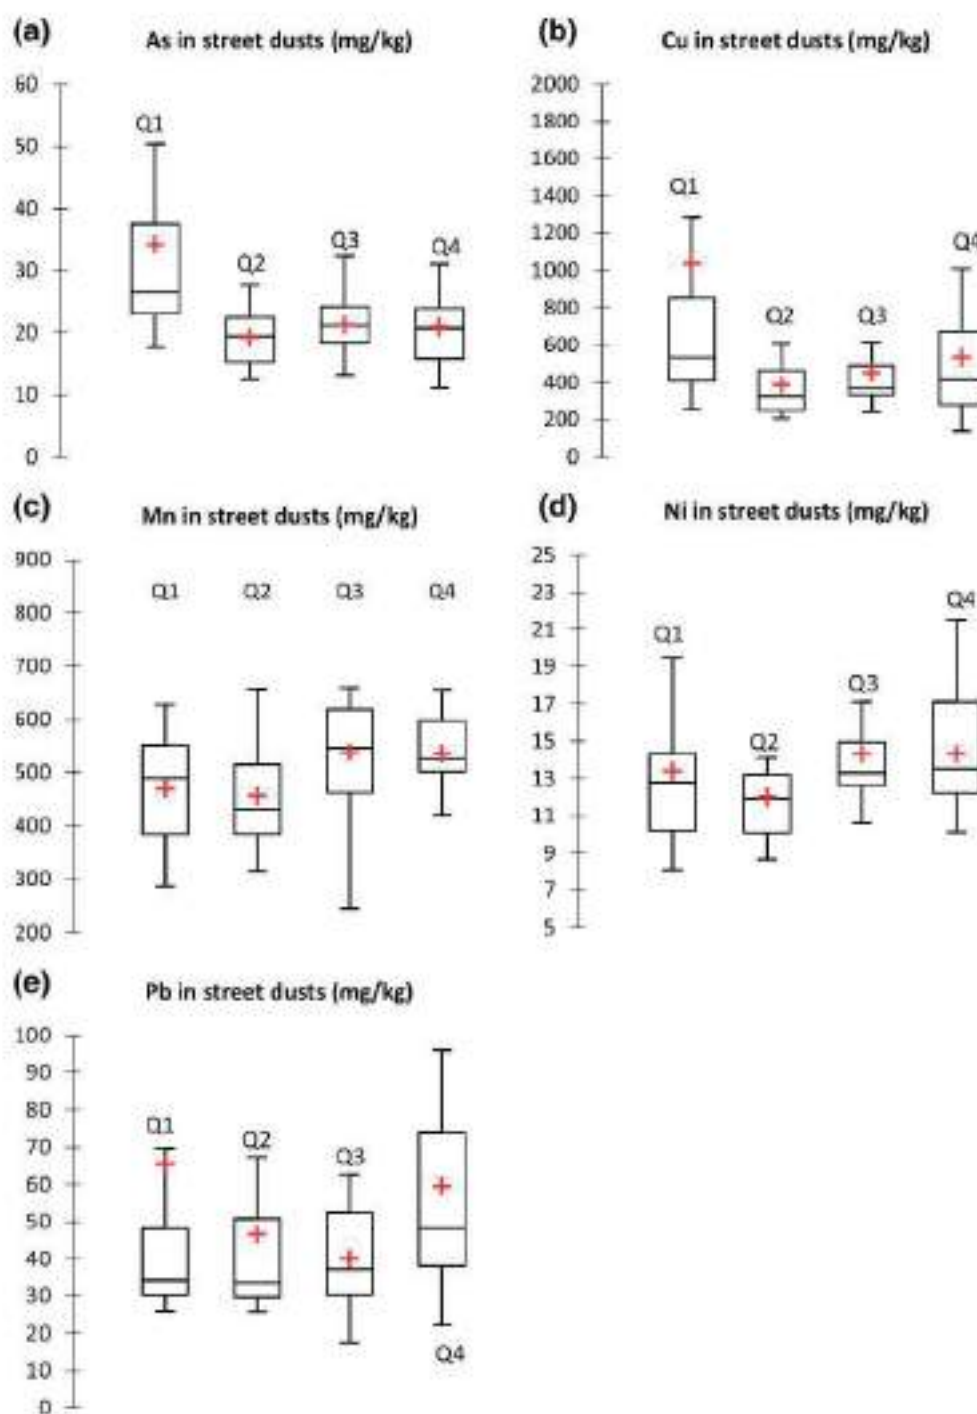 (a) As in street dusts (mg/kg)
60
50
40
30
20
10
0
Q1
Q2
Q3
Q4
(b) Cu in street dusts (mg/kg)
2000
1800
1600
1400
1200
1000
800
600
400
200
0
Q1
Q2
Q3
Q4
(c) Mn in street dusts (mg/kg)
900
800
700
600
500
400
300
200
Q1
Q2
Q3
Q4
(d) Ni in street dusts (mg/kg)
25
23
21
19
17
15
13
11
9
7
5
Q1
Q2
Q3
Q4
(e) Pb in street dusts (mg/kg)
100
90
80
70
60
50
40
30
20
10
0
Q1
Q2
Q3
Q4